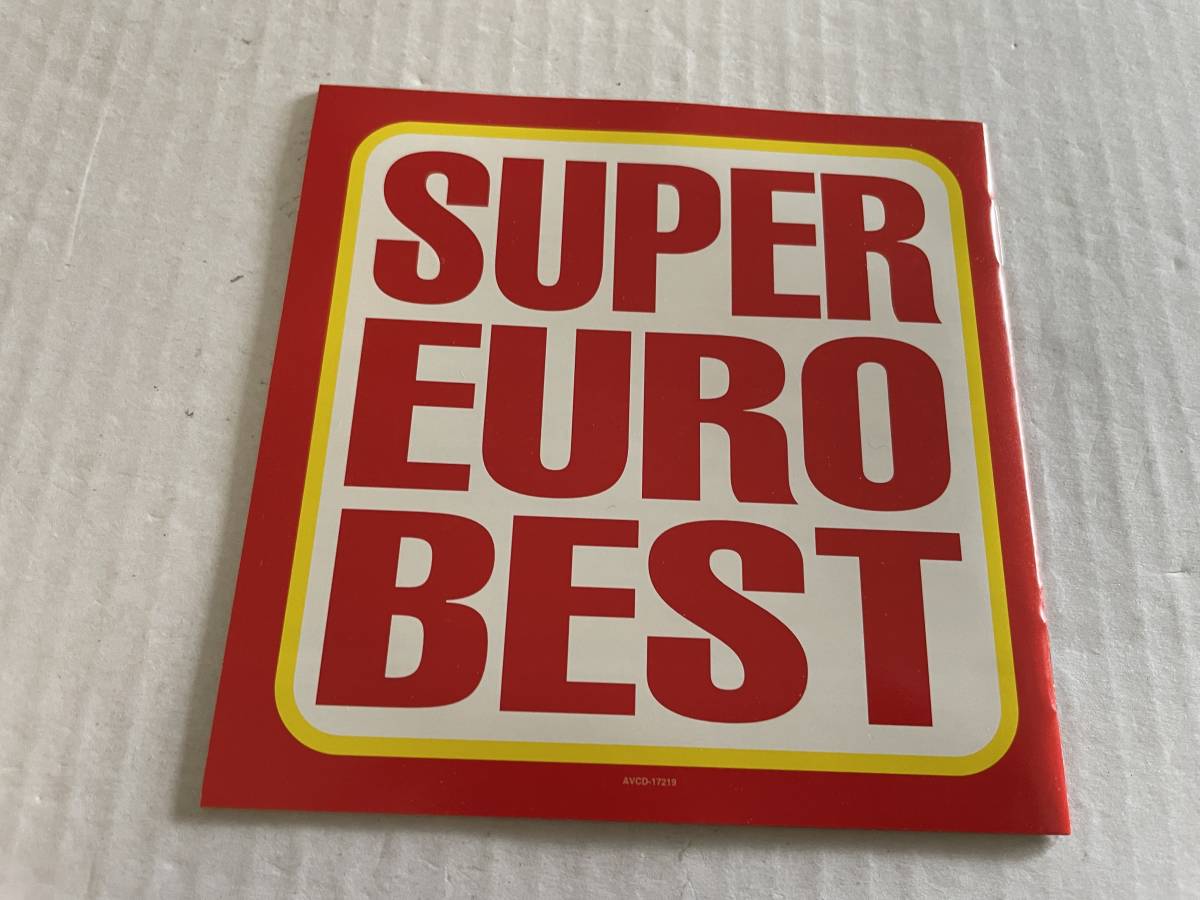 SUPER
EURO
BEST
AVCD-17219